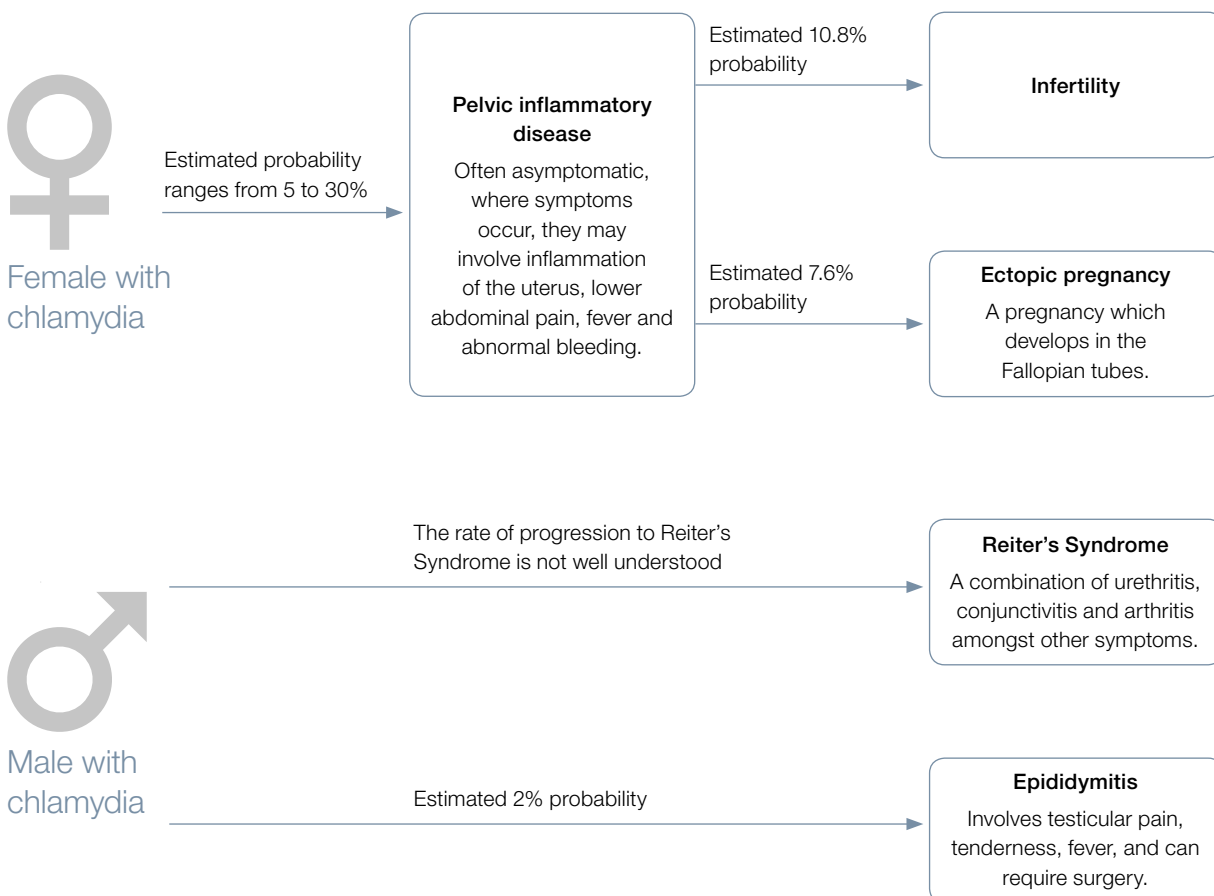 Estimated probability
ranges from 5 to 30%
Female with
chlamydia
Pelvic inflammatory
disease
Often asymptomatic,
where symptoms
occur, they may
involve inflammation
of the uterus, lower
abdominal pain, fever and
abnormal bleeding.
Estimated 10.8%
probability
Infertility
Estimated 7.6%
probability
Ectopic pregnancy
A pregnancy which
develops in the
Fallopian tubes.
Male with
chlamydia
The rate of progression to Reiter’s
Syndrome is not well understood
Reiter’s Syndrome
A combination of urethritis,
conjunctivitis and arthritis
amongst other symptoms.
Estimated 2% probability
Epididymitis
Involves testicular pain,
tenderness, fever, and can
require surgery.